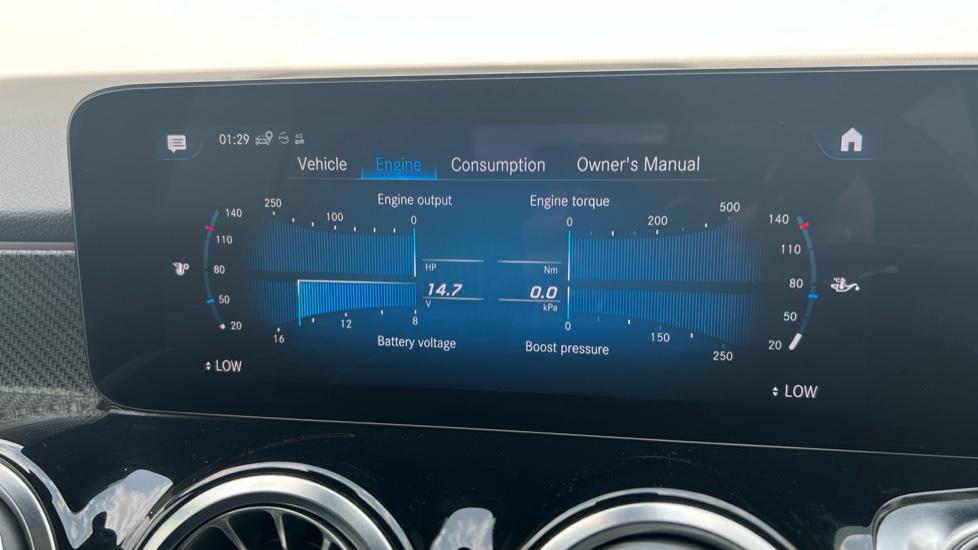 01:29 4G
Vehicle Engine Consumption Owner's Manual
Engine output Engine torque
250 100 0 0 200 500
140 110 80 50 20
140 110 80 50 20
HP Nm
14.7 0.0
V kPa
16 12 8 0 150 250
Battery voltage Boost pressure
LOW LOW